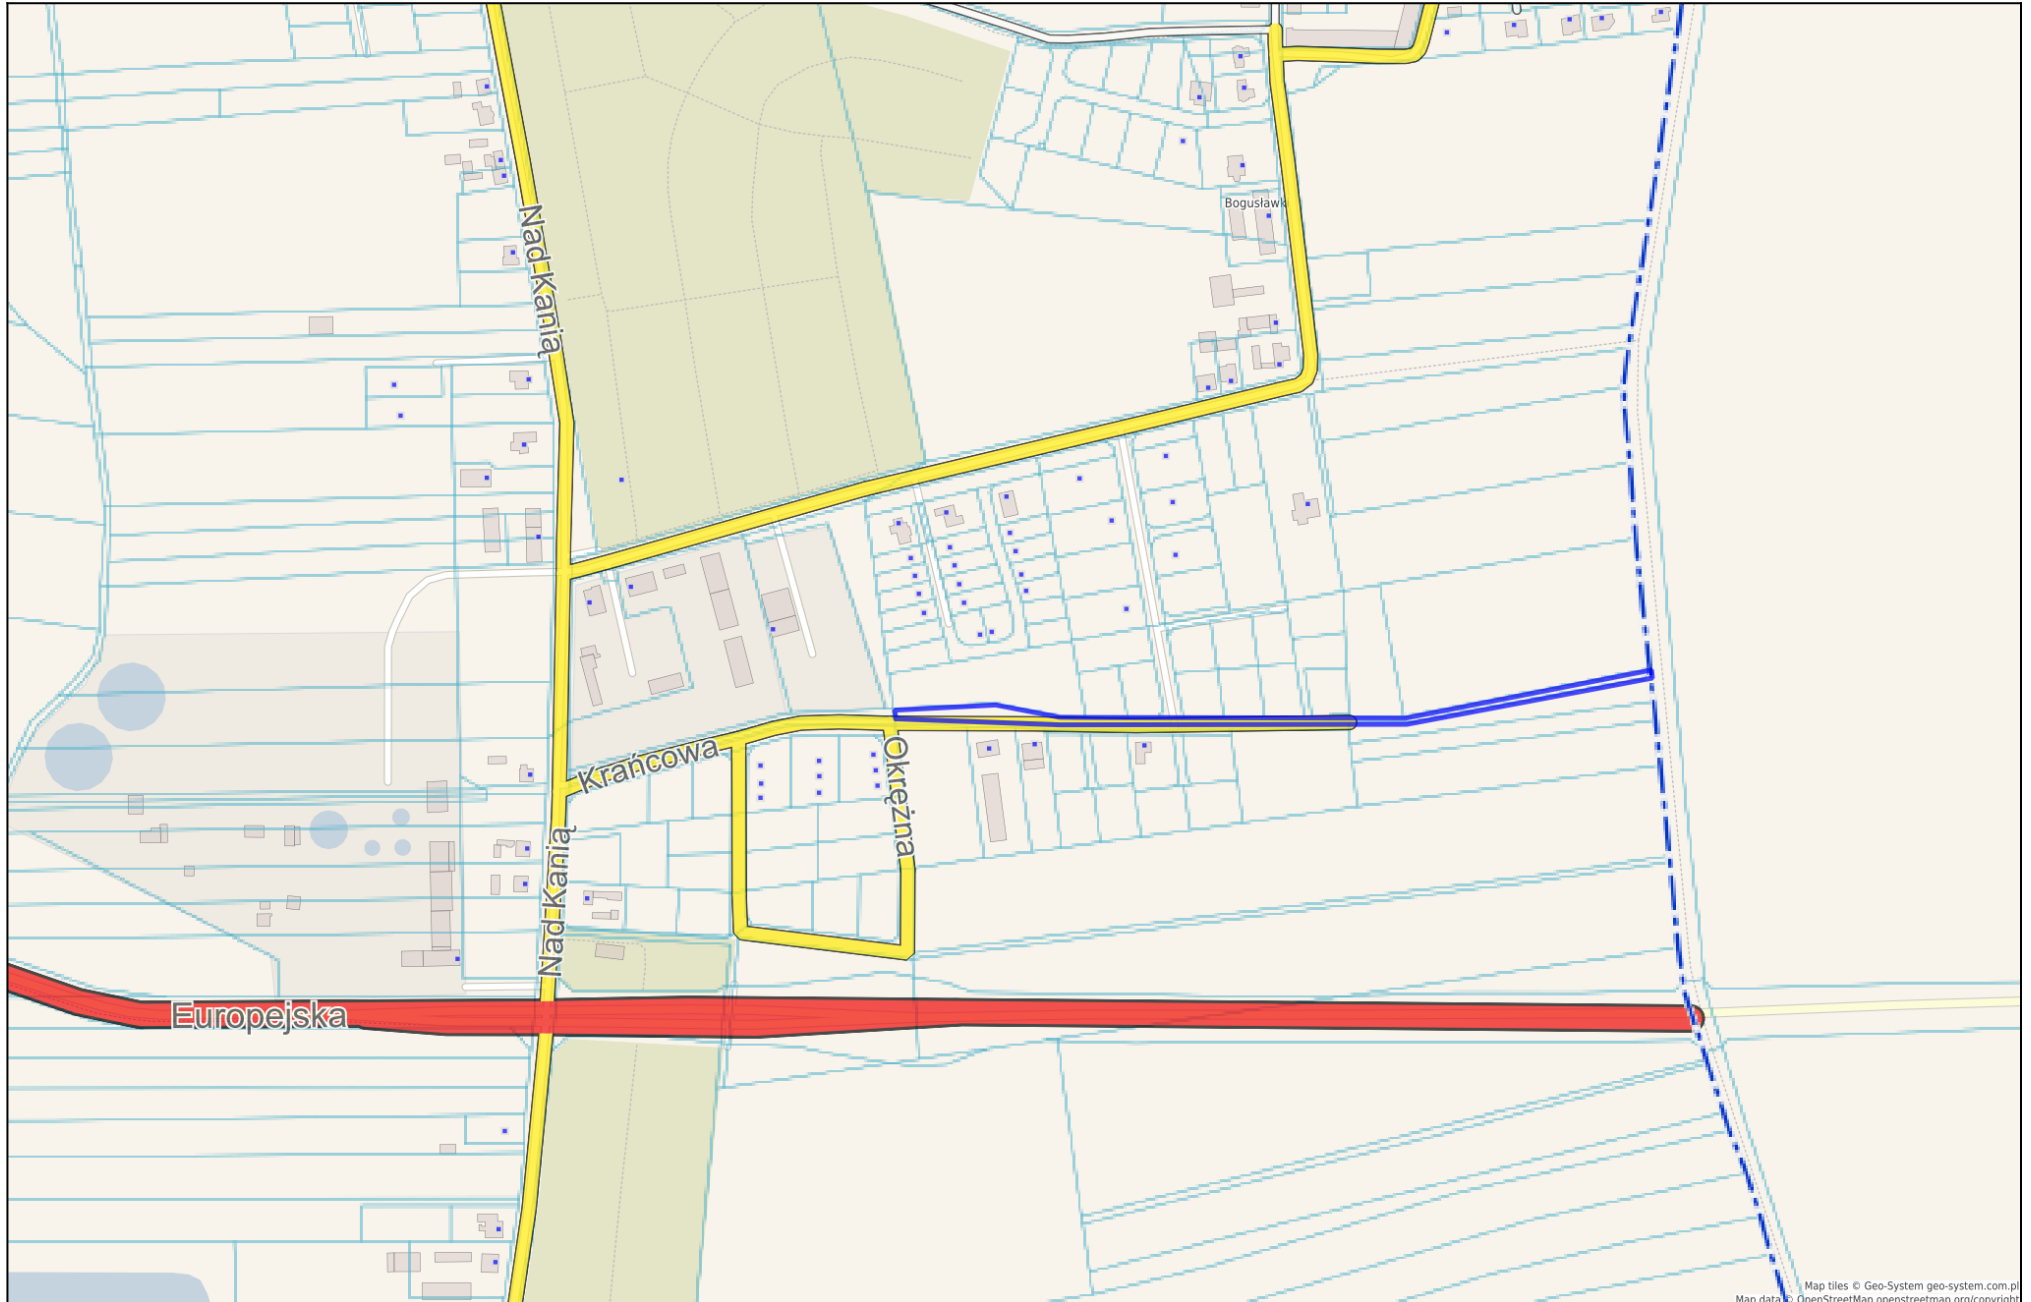 Nad Kanią
Bogusławk
Krańcowa
Okrężna
Nad Kanią
Europejska
Map tiles © Geo-System geo-system.com.pl
Map data © OpenStreetMap openstreetmap.org/copyright